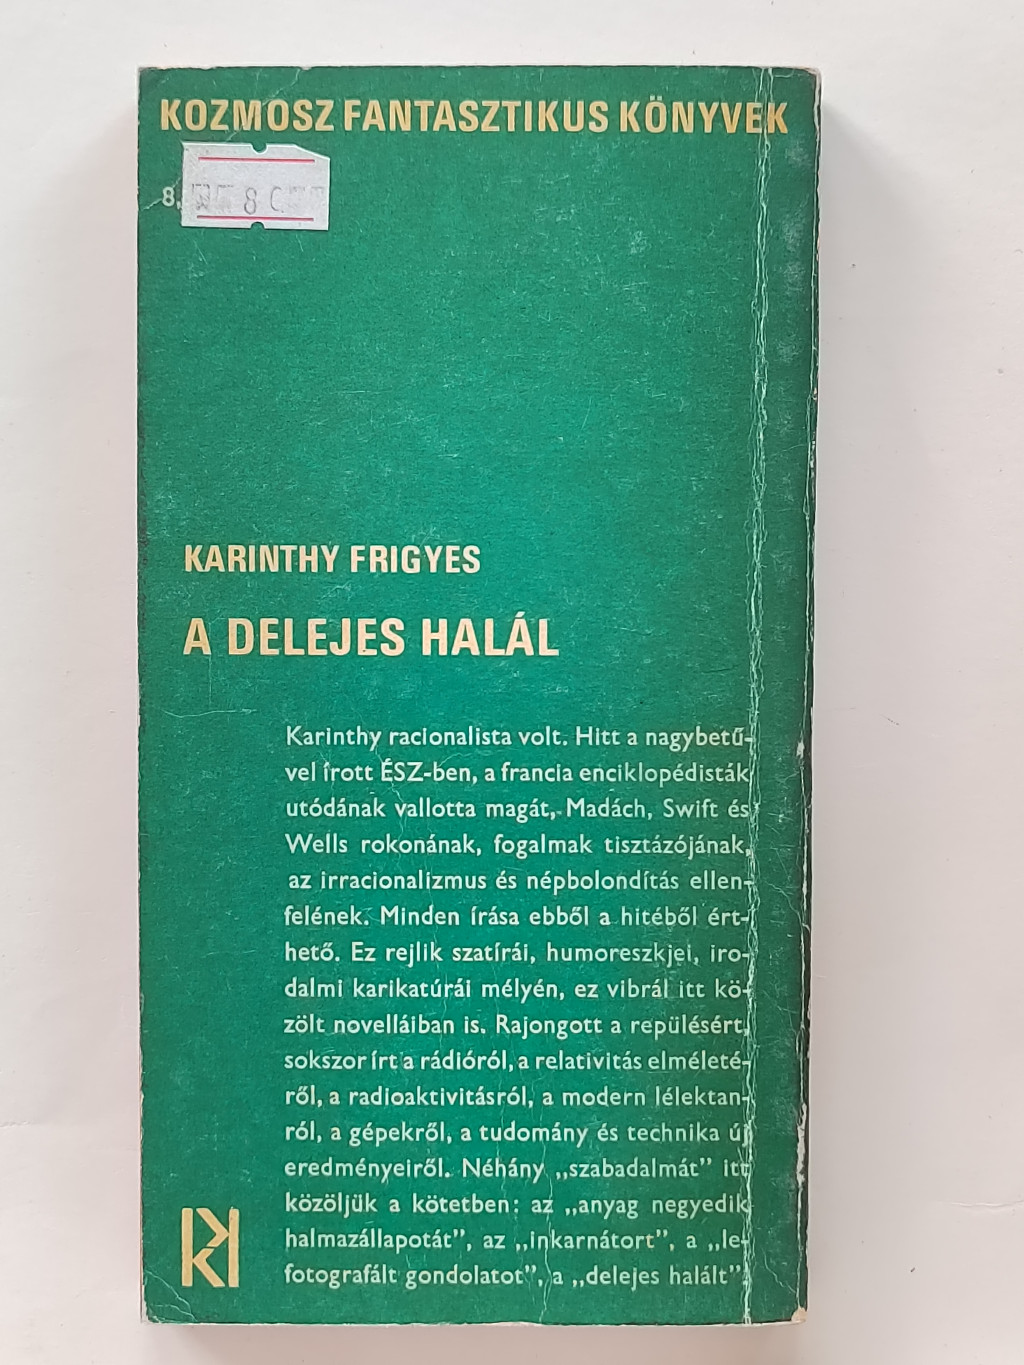 KOZMOSZ FANTASZTIKUS KÖNYVEK
8,
KARINTHY FRIGYES
A DELEJES HALÁL
Karinthy racionalista volt. Hitt a nagybetű-
vel írott ÉSZ-ben, a francia enciklopédisták
utódának vallotta magát, Madách, Swift és
Wells rokonának, fogalmak tisztázójának,
az irracionalizmus és népbolondítás ellen-
felének. Minden írása ebből a hitéből ért-
hető. Ez rejlik szatírái, humoreszkjei, iro-
dalmi karikatúrái mélyén, ez vibrál itt kö-
zölt novelláiban is. Rajongott a repülésért,
sokszor írt a rádióról, a relativitás elméleté-
ről, a radioaktivitásról, a modern lélektan-
ról, a gépekről, a tudomány és technika új
eredményeiről. Néhány „szabadalmát” itt
közöljük a kötetben: az „anyag negyedik
halmazállapotát”, az „inkarnátort”, a „le-
fotografált gondolatot”, a „delejes halált”.